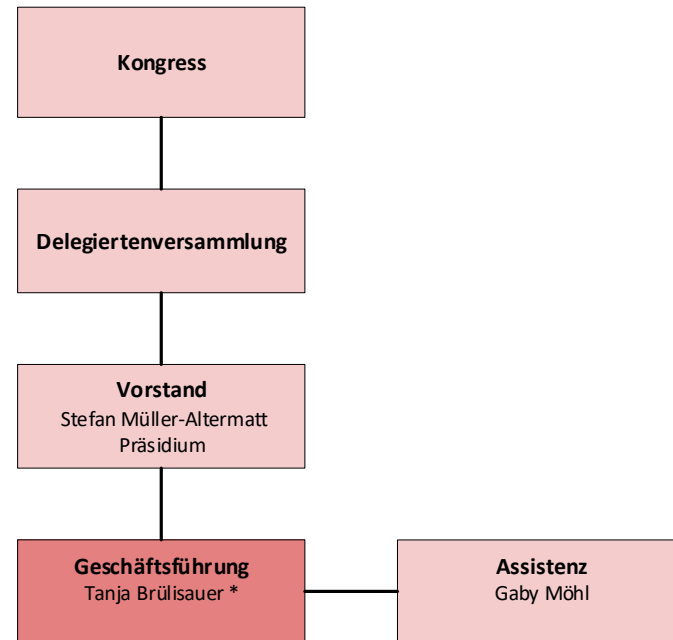 Kongress
Delegiertenversammlung
Vorstand
Stefan Müller-Altermatt
Präsidium
Geschäftsführung
Tanja Brülisauer *
Assistenz
Gaby Möhl